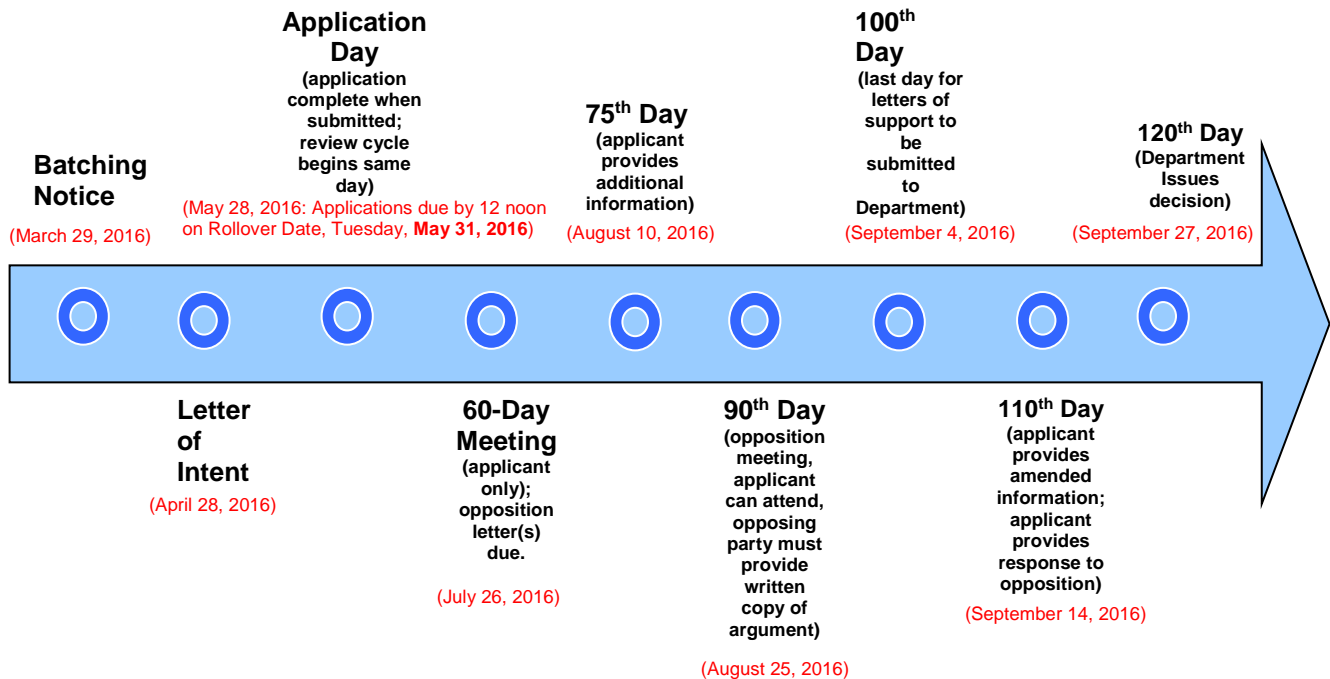 Batching
Notice
(March 29, 2016)
Letter
of
Intent
(April 28, 2016)
Application
Day
(application
complete when
submitted;
review cycle
begins same
day)
(May 28, 2016: Applications due by 12 noon
on Rollover Date, Tuesday, May 31, 2016)
60-Day
Meeting
(applicant
only);
opposition
letter(s)
due.
(July 26, 2016)
75th Day
(applicant
provides
additional
information)
(August 10, 2016)
90th Day
(opposition
meeting,
applicant
can attend,
opposing
party must
provide
written
copy of
argument)
(August 25, 2016)
100th
Day
(last day for
letters of
support to
be
submitted
to
Department)
(September 4, 2016)
110th Day
(applicant
provides
amended
information;
applicant
provides
response to
opposition)
(September 14, 2016)
120th Day
(Department
Issues
decision)
(September 27, 2016)